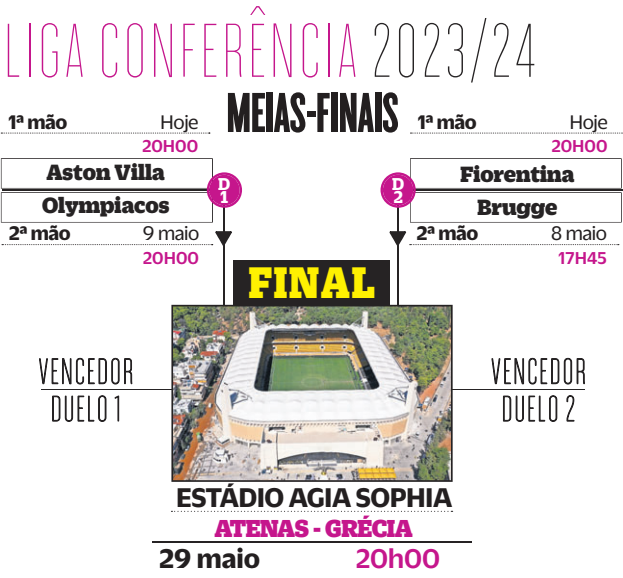 LIGA CONFERÊNCIA 2023/24
MEIAS-FINAIS
1ª mão Hoje
20H00
Aston Villa
Olympiacos
2ª mão 9 maio
20H00
D1
1ª mão Hoje
20H00
Fiorentina
Brugge
2ª mão 8 maio
17H45
D2
FINAL
VENCEDOR
DUELO 1
VENCEDOR
DUELO 2
ESTÁDIO AGIA SOPHIA
ATENAS - GRÉCIA
29 maio 20h00